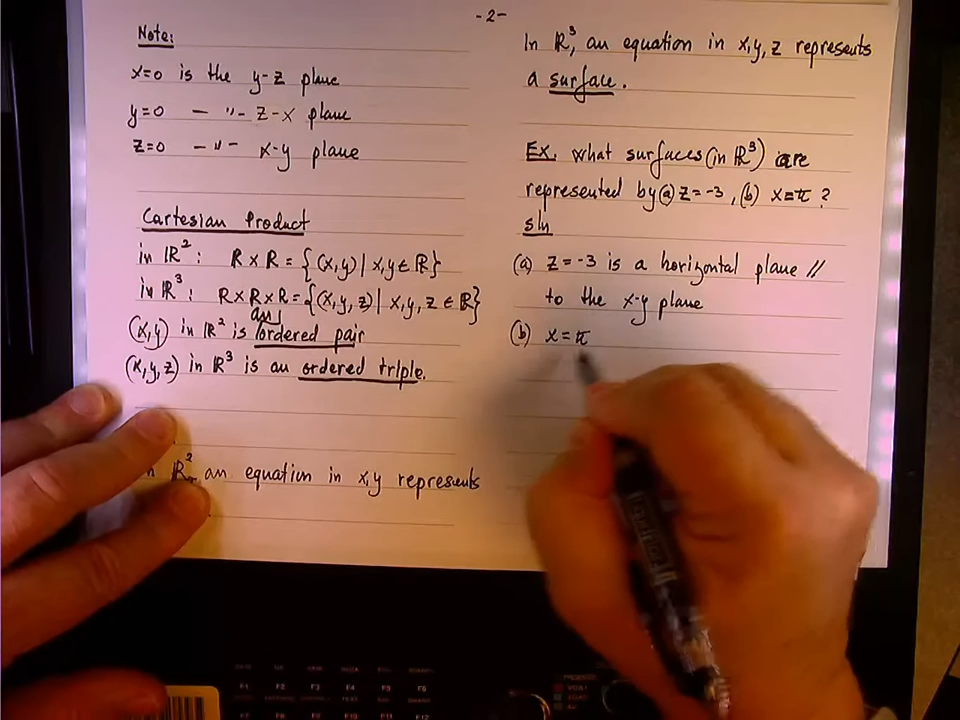 -2-
Note:
x=0 is the y-z plane
y=0 — " - z-x plane
z=0 — " - x-y plane
Cartesian Product
in ℝ²: R×R = {(x,y) | x,y ∈ ℝ}
in ℝ³: R×R×R = {(x,y,z) | x,y,z ∈ ℝ}
(x,y) in ℝ² is an ordered pair
(x,y,z) in ℝ³ is an ordered triple.
ℝ² an equation in x,y represents
In ℝ³, an equation in x,y,z represents
a surface.
Ex. what surfaces (in ℝ³) are
represented by (a) z=-3, (b) x=π?
sln
(a) z=-3 is a horizontal plane //
to the x-y plane
(b) x=π